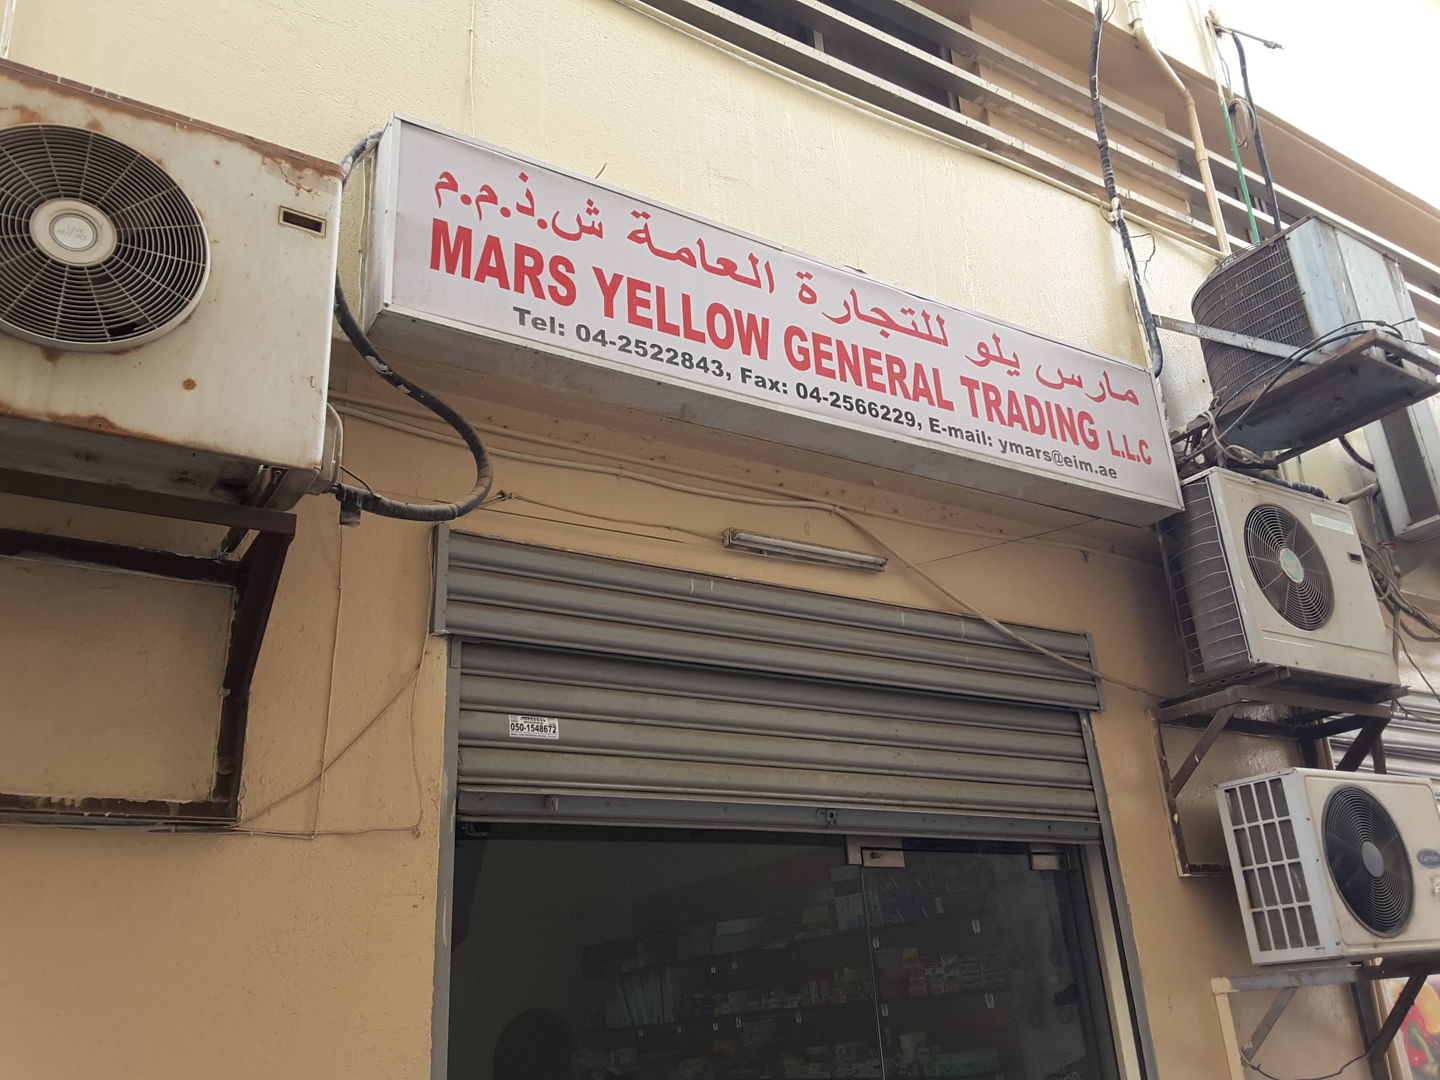 مارس يلو للتجارة العامة ش.ذ.م.م
MARS YELLOW GENERAL TRADING L.L.C
Tel: 04-2522843, Fax: 04-2566229, E-mail: ymars@eim.ae
050-1548672